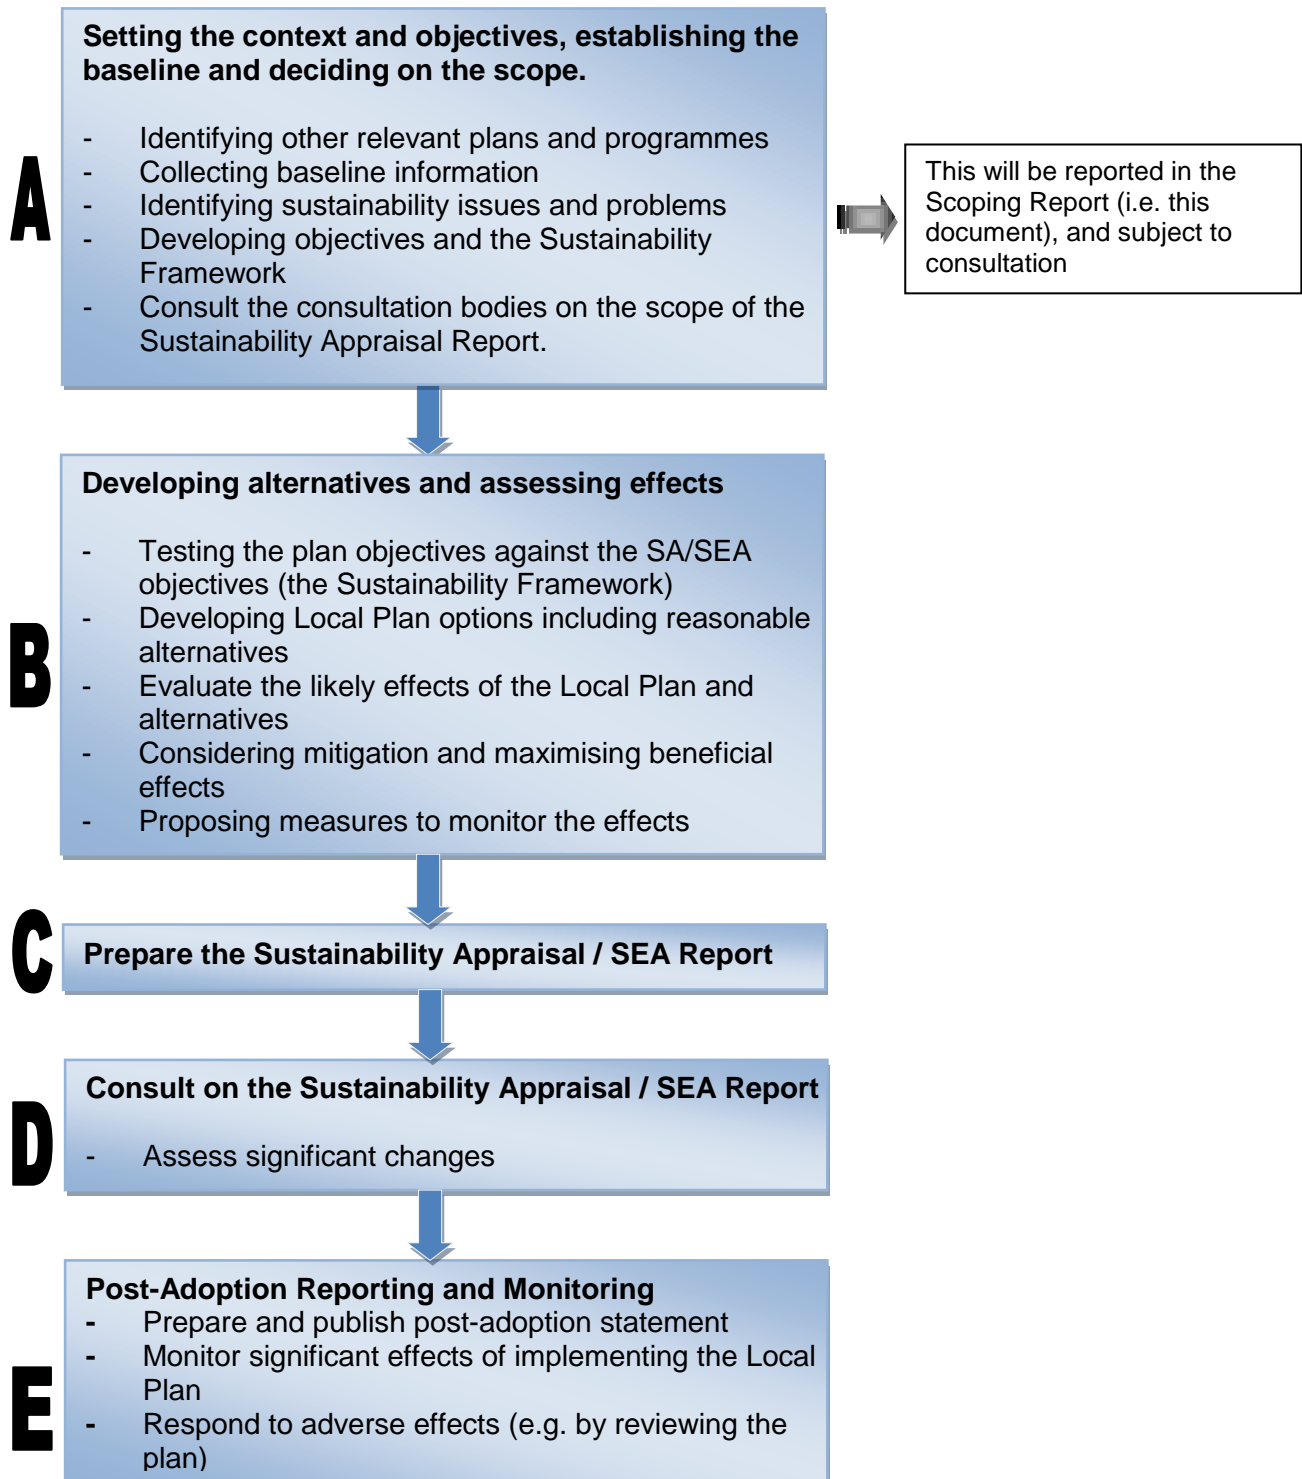 Setting the context and objectives, establishing the
baseline and deciding on the scope.
A
- Identifying other relevant plans and programmes
- Collecting baseline information
- Identifying sustainability issues and problems
- Developing objectives and the Sustainability
Framework
- Consult the consultation bodies on the scope of the
Sustainability Appraisal Report.
This will be reported in the
Scoping Report (i.e. this
document), and subject to
consultation
Developing alternatives and assessing effects
B
- Testing the plan objectives against the SA/SEA
objectives (the Sustainability Framework)
- Developing Local Plan options including reasonable
alternatives
- Evaluate the likely effects of the Local Plan and
alternatives
- Considering mitigation and maximising beneficial
effects
- Proposing measures to monitor the effects
C
Prepare the Sustainability Appraisal / SEA Report
D
Consult on the Sustainability Appraisal / SEA Report
- Assess significant changes
E
Post-Adoption Reporting and Monitoring
- Prepare and publish post-adoption statement
- Monitor significant effects of implementing the Local
Plan
- Respond to adverse effects (e.g. by reviewing the
plan)